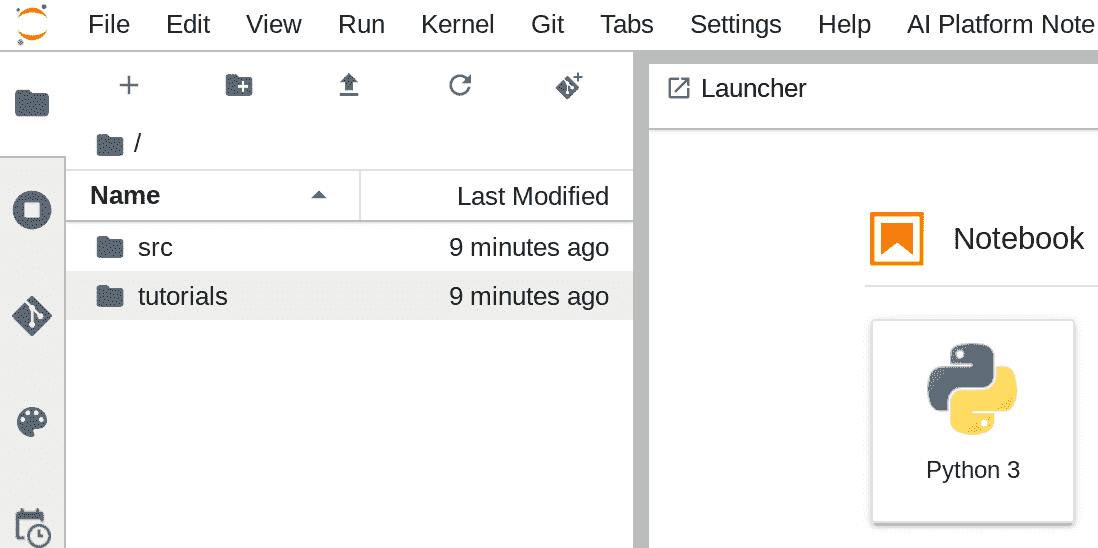 File Edit View Run Kernel Git Tabs Settings Help AI Platform Note
Launcher
/
Name Last Modified
src 9 minutes ago
tutorials 9 minutes ago
Notebook
Python 3